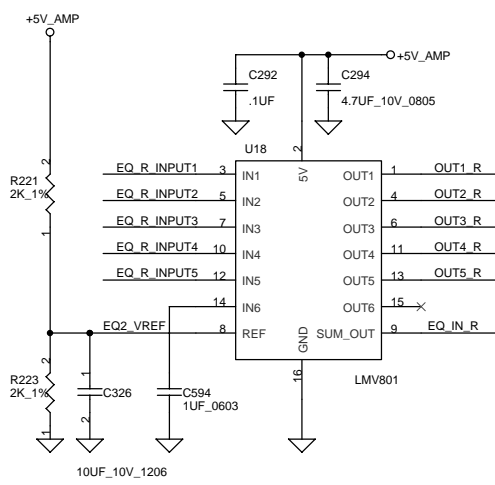 +5V_AMP
+5V_AMP
C292
.1UF
C294
4.7UF_10V_0805
2
U18
5V
EQ_R_INPUT1 3 IN1 OUT1 1 OUT1_R
EQ_R_INPUT2 5 IN2 OUT2 4 OUT2_R
EQ_R_INPUT3 7 IN3 OUT3 6 OUT3_R
EQ_R_INPUT4 10 IN4 OUT4 11 OUT4_R
EQ_R_INPUT5 12 IN5 OUT5 13 OUT5_R
14 IN6 OUT6 15
EQ2_VREF 8 REF SUM_OUT 9 EQ_IN_R
GND
16
LMV801
2
R221
2K_1%
1
2
R223
2K_1%
1
1
C326
2
10UF_10V_1206
C594
1UF_0603